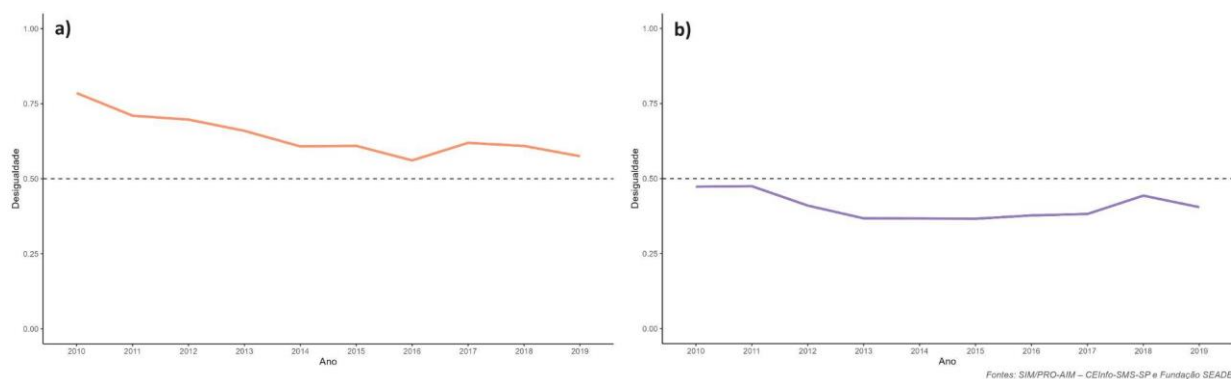 a)
1.00
0.75
0.50
0.25
0.00
Desigualdade
2010 2011 2012 2013 2014 2015 2016 2017 2018 2019
Ano
b)
1.00
0.75
0.50
0.25
0.00
Desigualdade
2010 2011 2012 2013 2014 2015 2016 2017 2018 2019
Ano
Fontes: SIM/PRO-AIM – CEInfo-SMS-SP e Fundação SEADE